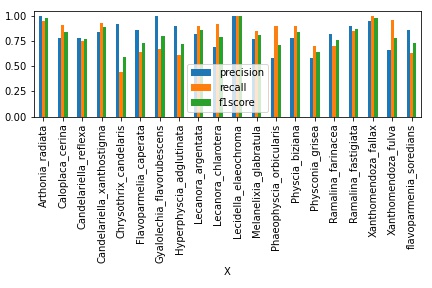 1.00
0.75
0.50
0.25
0.00
precision
recall
f1score
Arthonia_radiata
Caloplaca_cerina
Candelariella_reflexa
Candelariella_xanthostigma
Chrysothrix_candelaris
Flavoparmelia_caperata
Gyalolechia_flavorubescens
Hyperphyscia_adglutinata
Lecanora_argentata
Lecanora_chlarotera
Lecidella_elaeochroma
Melanelixia_glabratula
Phaeophyscia_orbicularis
Physcia_biziana
Physconia_grisea
Ramalina_farinacea
Ramalina_fastigiata
Xanthomendoza_fallax
Xanthomendoza_fulva
flavoparmenia_soredians
X